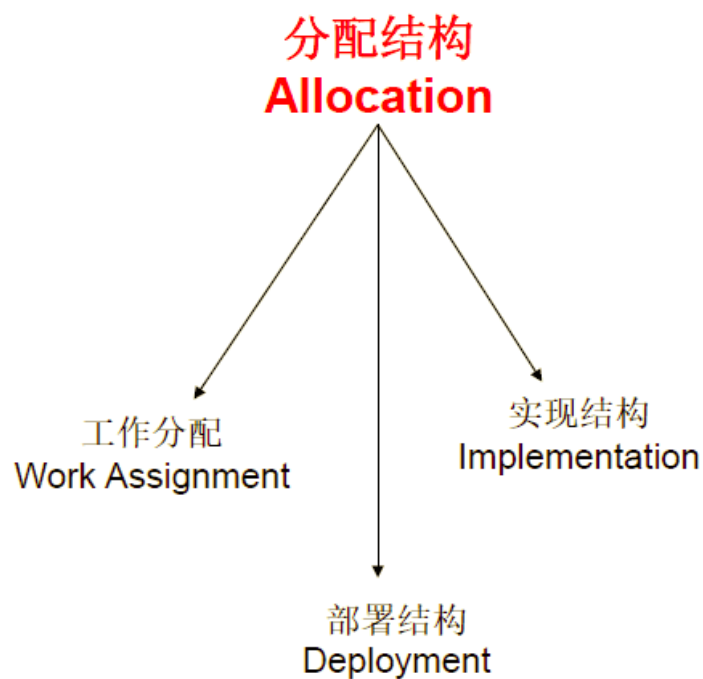 分配结构
Allocation
工作分配
Work Assignment
实现结构
Implementation
部署结构
Deployment